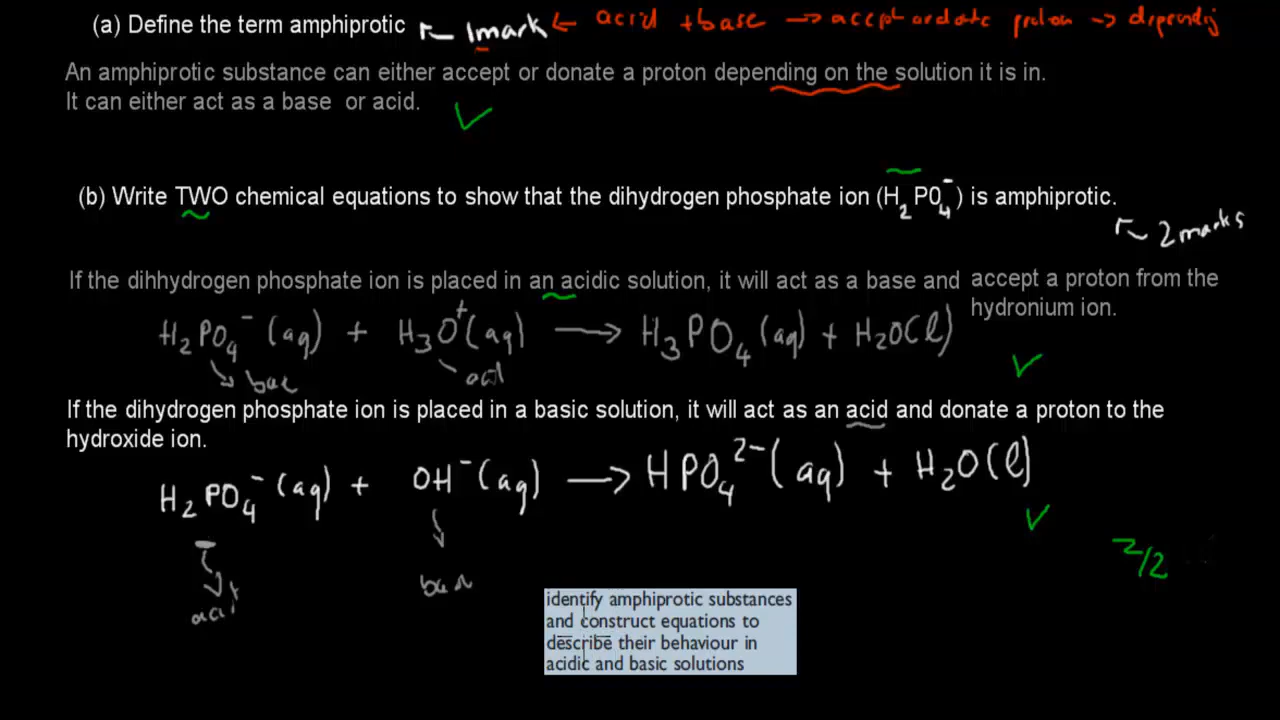 (a) Define the term amphiprotic ← 1mark ← acid + base → accept or donate proton → depending
An amphiprotic substance can either accept or donate a proton depending on the solution it is in.
It can either act as a base or acid.
(b) Write TWO chemical equations to show that the dihydrogen phosphate ion (H₂PO₄⁻) is amphiprotic.
2 marks
If the dihhydrogen phosphate ion is placed in an acidic solution, it will act as a base and accept a proton from the
hydronium ion.
H₂PO₄⁻(aq) + H₃O⁺(aq) → H₃PO₄(aq) + H₂O(l)
base acid
If the dihydrogen phosphate ion is placed in a basic solution, it will act as an acid and donate a proton to the
hydroxide ion.
H₂PO₄⁻(aq) + OH⁻(aq) → HPO₄²⁻(aq) + H₂O(l)
2/2
acid base
identify amphiprotic substances
and construct equations to
describe their behaviour in
acidic and basic solutions